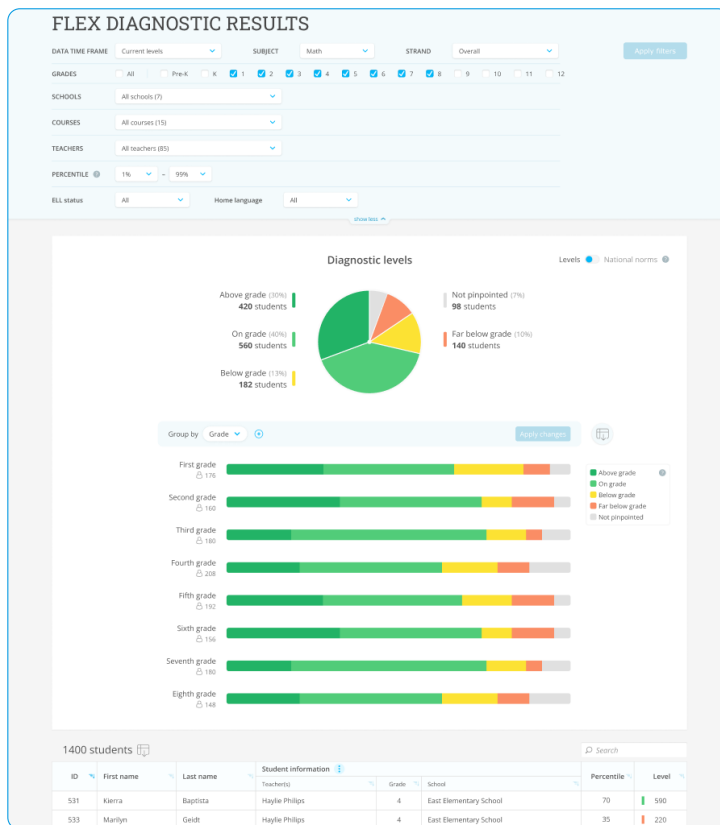 FLEX DIAGNOSTIC RESULTS
DATA TIME FRAME Current levels SUBJECT Math STRAND Overall Apply filters
GRADES All Pre-K K 1 2 3 4 5 6 7 8 9 10 11 12
SCHOOLS All schools (7)
COURSES All courses (15)
TEACHERS All teachers (85)
PERCENTILE ? 1% – 99%
ELL status All Home language All
show less
Diagnostic levels Levels National norms ?
Above grade (30%)
420 students
On grade (40%)
560 students
Below grade (13%)
182 students
Not pinpointed (7%)
98 students
Far below grade (10%)
140 students
Group by Grade Apply changes
First grade
176
Second grade
160
Third grade
180
Fourth grade
208
Fifth grade
192
Sixth grade
156
Seventh grade
180
Eighth grade
148
Above grade ?
On grade
Below grade
Far below grade
Not pinpointed
1400 students Search
ID First name Last name Student information Percentile Level
Teacher(s) Grade School
531 Kierra Baptista Haylie Philips 4 East Elementary School 70 590
533 Marilyn Geidt Haylie Philips 4 East Elementary School 35 220